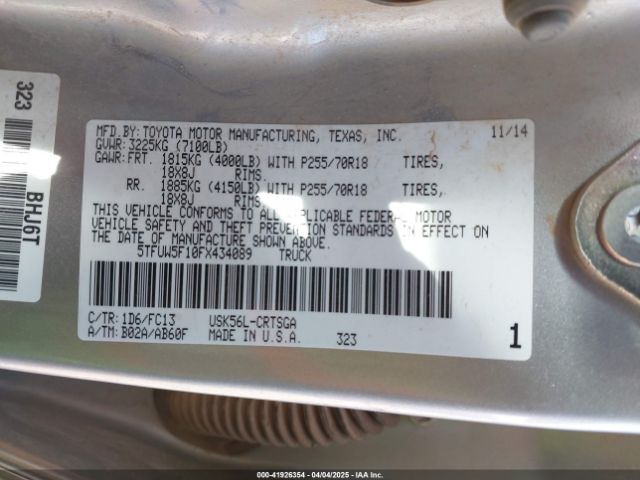 323
BHJ6T
MFD.BY:TOYOTA MOTOR MANUFACTURING, TEXAS, INC. 11/14
GVWR:3225KG (7100LB)
GAWR:FRT. 1815KG (4000LB) WITH P255/70R18 TIRES,
18X8J RIMS.
RR. 1885KG (4150LB) WITH P255/70R18 TIRES,
18X8J RIMS.
THIS VEHICLE CONFORMS TO ALL APPLICABLE FEDERAL MOTOR
VEHICLE SAFETY AND THEFT PREVENTION STANDARDS IN EFFECT ON
THE DATE OF MANUFACTURE SHOWN ABOVE.
5TFUW5F10FX434089 TRUCK
C/TR:1D6/FC13 USK56L-CRTSGA
A/TM:B02A/AB60F MADE IN U.S.A. 323 1
000-41926354 - 04/04/2025 - IAA Inc.